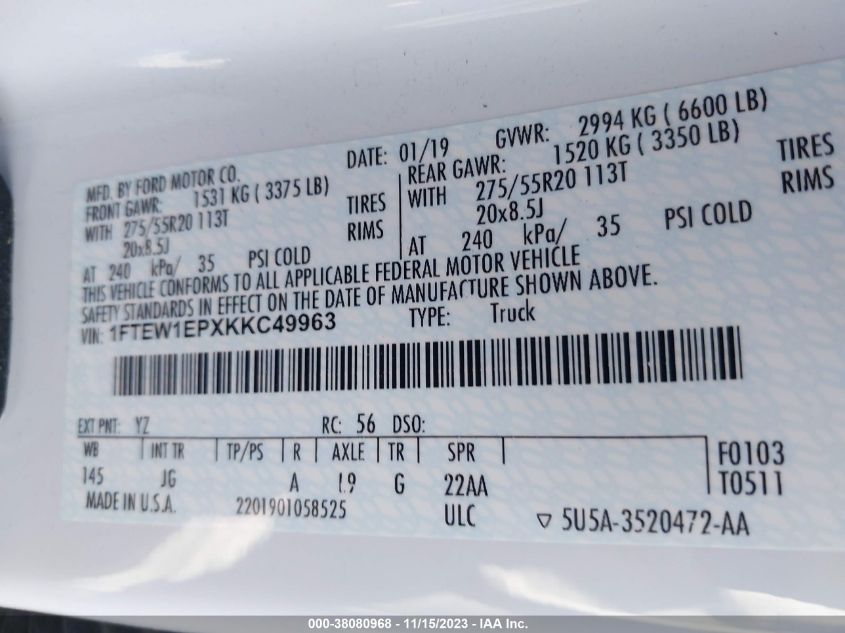 MFD. BY FORD MOTOR CO. DATE: 01/19 GVWR: 2994 KG ( 6600 LB)
FRONT GAWR: 1531 KG ( 3375 LB) REAR GAWR: 1520 KG ( 3350 LB)
WITH 275/55R20 113T TIRES WITH 275/55R20 113T TIRES
20x8.5J RIMS 20x8.5J RIMS
AT 240 kPa/ 35 PSI COLD AT 240 kPa/ 35 PSI COLD
THIS VEHICLE CONFORMS TO ALL APPLICABLE FEDERAL MOTOR VEHICLE
SAFETY STANDARDS IN EFFECT ON THE DATE OF MANUFACTURE SHOWN ABOVE.
VIN: 1FTEW1EPXKKC49963 TYPE: Truck
EXT PNT: YZ RC: 56 DSO:
WB INT TR TP/PS R AXLE TR SPR F0103
145 JG A L9 G 22AA T0511
MADE IN U.S.A. 2201901058525 ULC ▽ 5U5A-3520472-AA
000-38080968 - 11/15/2023 - IAA Inc.